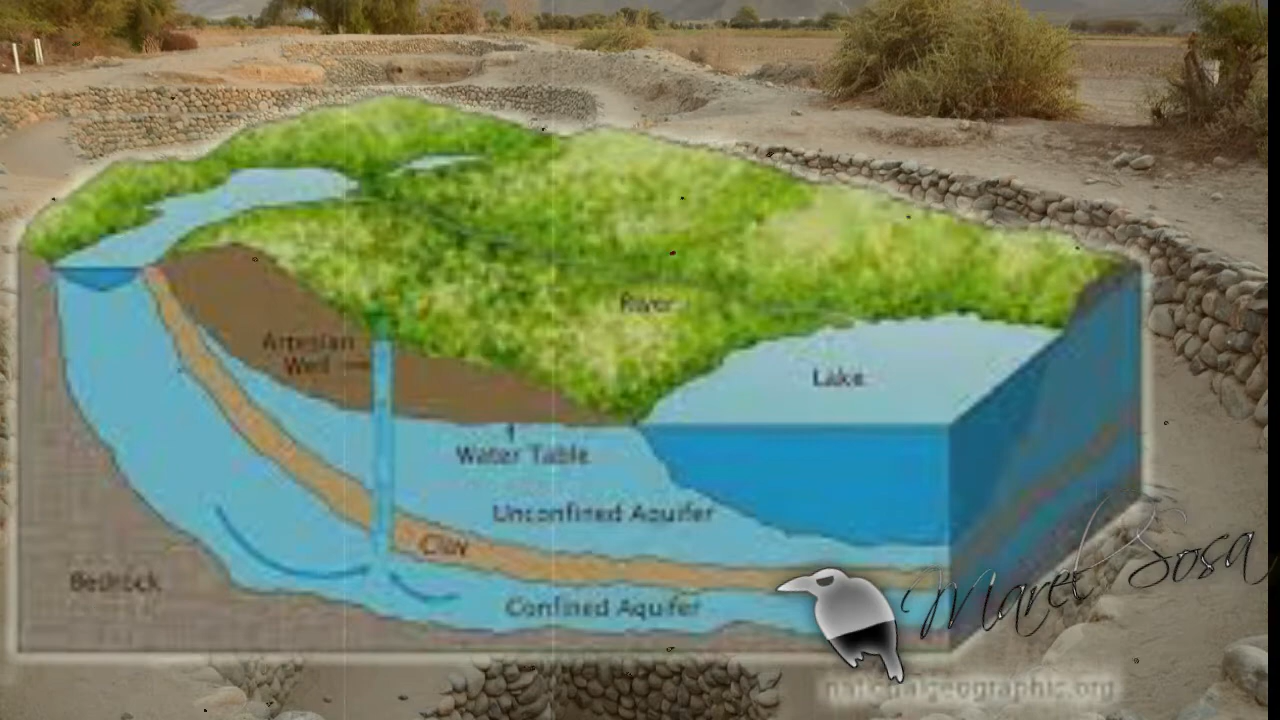 River
Artesian
Well
Lake
Water Table
Unconfined Aquifer
Clay
Bedrock
Confined Aquifer
Marel Sosa
nationalgeographic.org